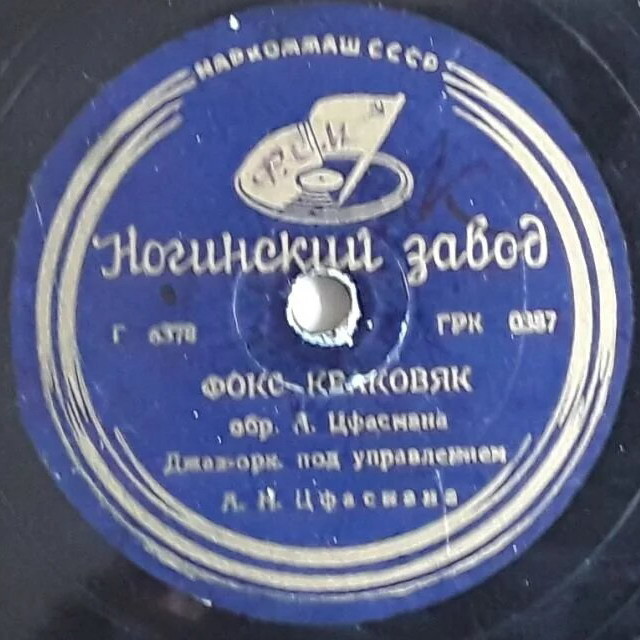 НАРКОММАШ СССР
Ногинский завод
Г 6378 ГРК 0387
ФОКС-КРАКОВЯК
обр. А. Цфасмана
Джаз-орк. под управлением
А. Н. Цфасмана
К